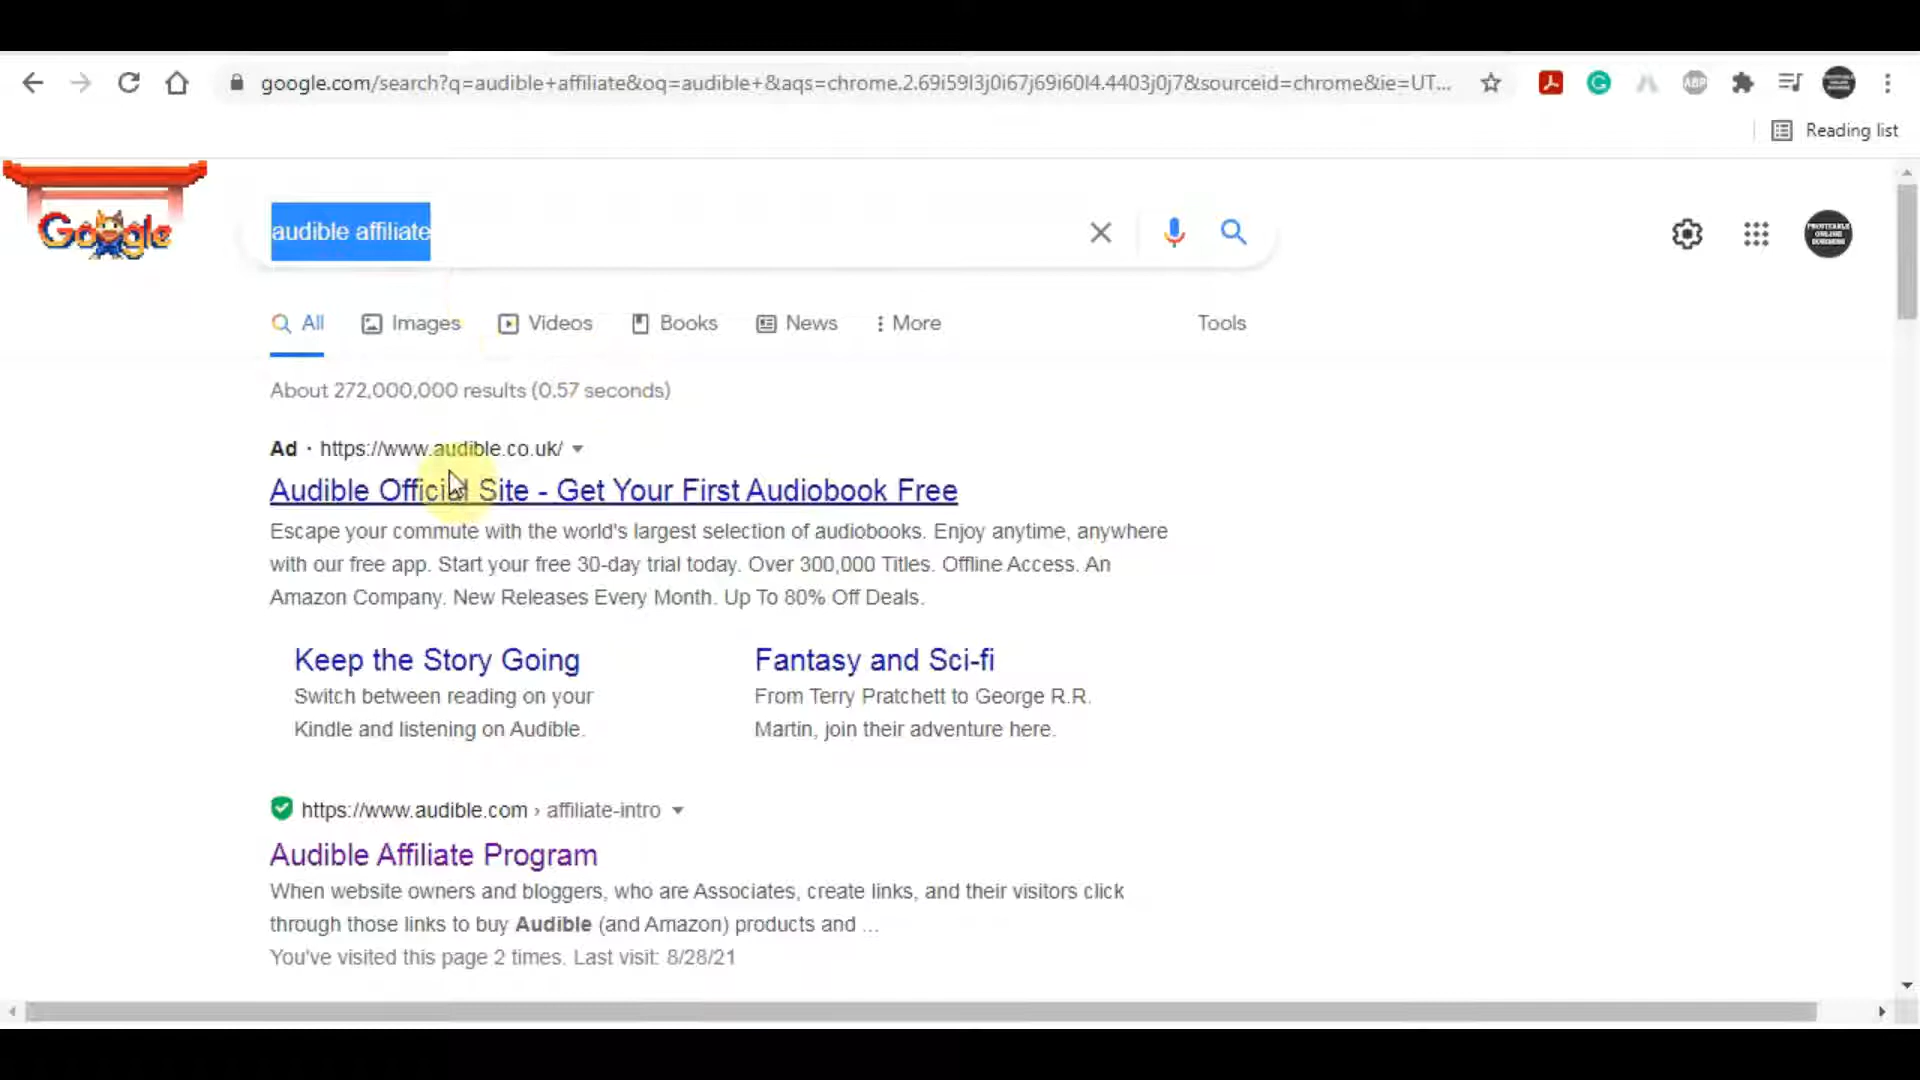 google.com/search?q=audible+affiliate&oq=audible+&aqs=chrome.2.69i59l3j0i67j69i60l4.4403j0j7&sourceid=chrome&ie=UT...
ABP
Reading list
Google
audible affiliate
PROFITABLE ONLINE BUSINESS
All Images Videos Books News More Tools
About 272,000,000 results (0.57 seconds)
Ad · https://www.audible.co.uk/
Audible Official Site - Get Your First Audiobook Free
Escape your commute with the world's largest selection of audiobooks. Enjoy anytime, anywhere
with our free app. Start your free 30-day trial today. Over 300,000 Titles. Offline Access. An
Amazon Company. New Releases Every Month. Up To 80% Off Deals.
Keep the Story Going
Switch between reading on your
Kindle and listening on Audible.
Fantasy and Sci-fi
From Terry Pratchett to George R.R.
Martin, join their adventure here.
https://www.audible.com › affiliate-intro
Audible Affiliate Program
When website owners and bloggers, who are Associates, create links, and their visitors click
through those links to buy Audible (and Amazon) products and ...
You've visited this page 2 times. Last visit: 8/28/21